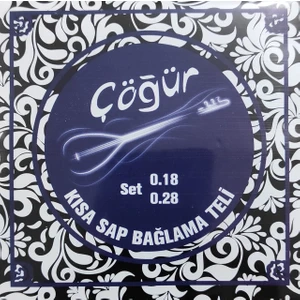 Çöğür
Set 0.18
0.28
KISA SAP BAĞLAMA TELİ